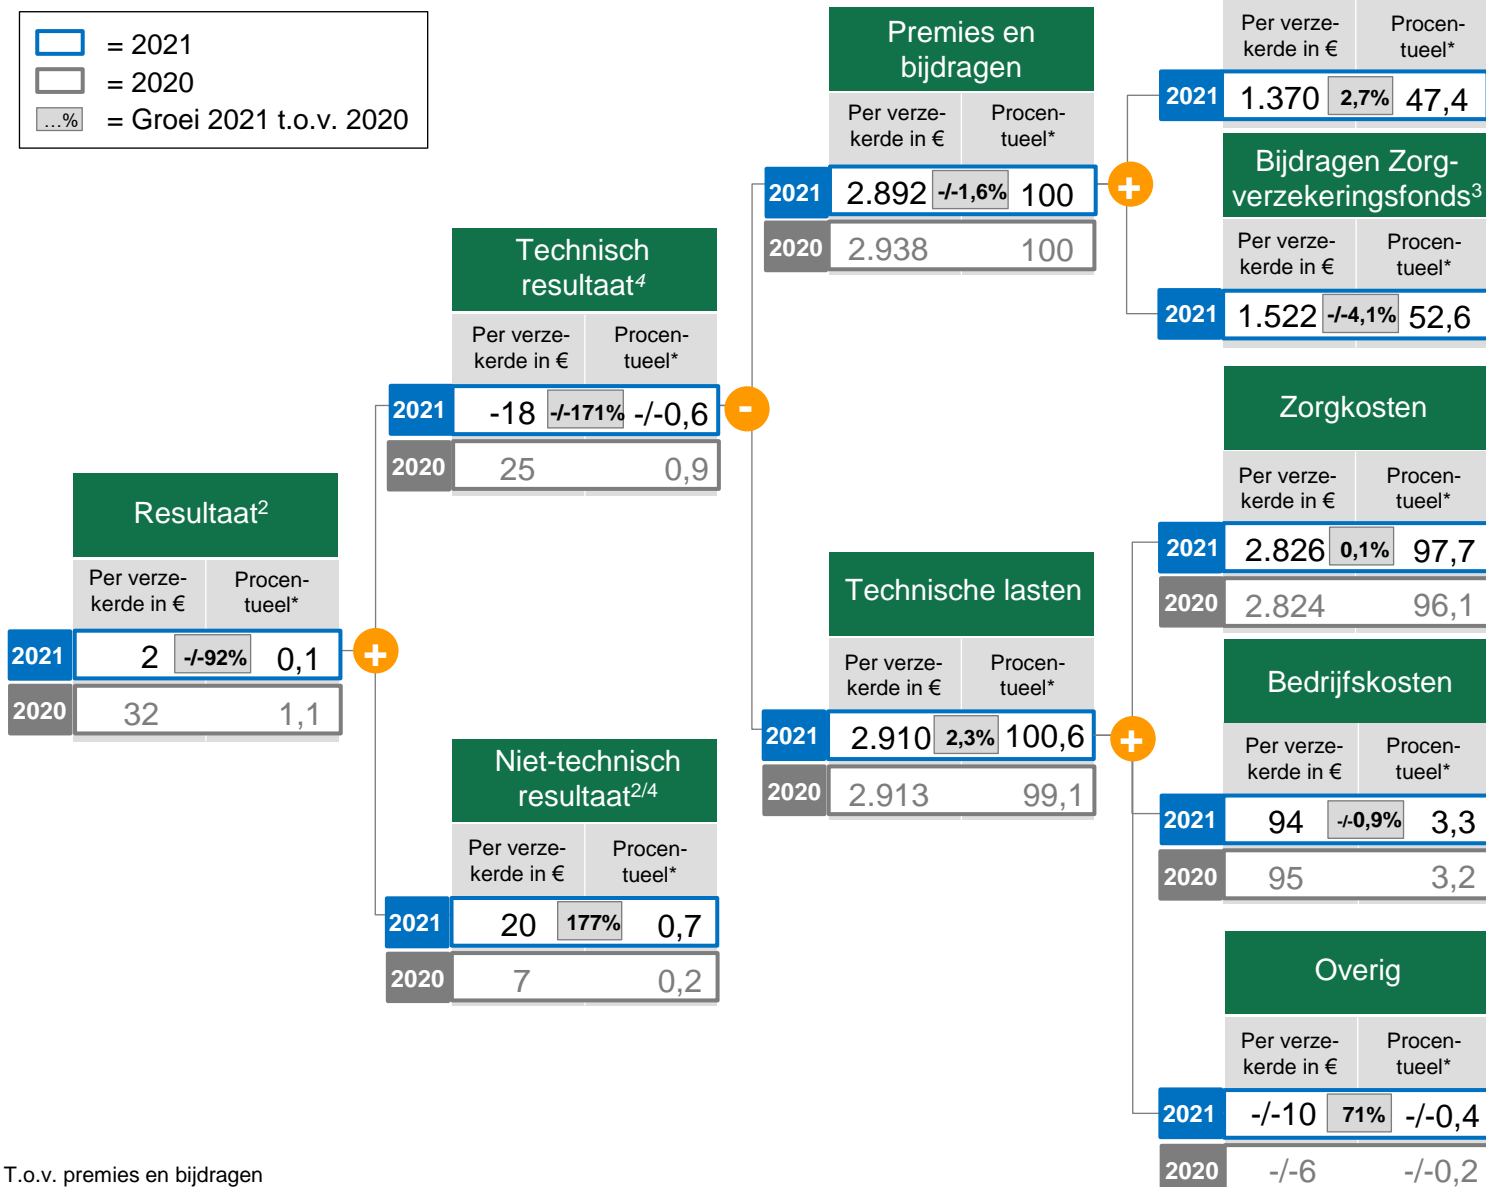 = 2021
= 2020
...% = Groei 2021 t.o.v. 2020
Resultaat2
Per verze-
kerde in €
Procen-
tueel*
2021 2 -/-92% 0,1
2020 32 1,1
Technisch
resultaat4
Per verze-
kerde in €
Procen-
tueel*
2021 -18 -/-171% -/-0,6
2020 25 0,9
Niet-technisch
resultaat2/4
Per verze-
kerde in €
Procen-
tueel*
2021 20 177% 0,7
2020 7 0,2
Premies en
bijdragen
Per verze-
kerde in €
Procen-
tueel*
2021 2.892 -/-1,6% 100
2020 2.938 100
Technische lasten
Per verze-
kerde in €
Procen-
tueel*
2021 2.910 2,3% 100,6
2020 2.913 99,1
Per verze-
kerde in €
Procen-
tueel*
2021 1.370 2,7% 47,4
Bijdragen Zorg-
verzekeringsfonds3
Per verze-
kerde in €
Procen-
tueel*
2021 1.522 -/-4,1% 52,6
Zorgkosten
Per verze-
kerde in €
Procen-
tueel*
2021 2.826 0,1% 97,7
2020 2.824 96,1
Bedrijfskosten
Per verze-
kerde in €
Procen-
tueel*
2021 94 -/-0,9% 3,3
2020 95 3,2
Overig
Per verze-
kerde in €
Procen-
tueel*
2021 -/-10 71% -/-0,4
2020 -/-6 -/-0,2
+
+
-
+
+
T.o.v. premies en bijdragen